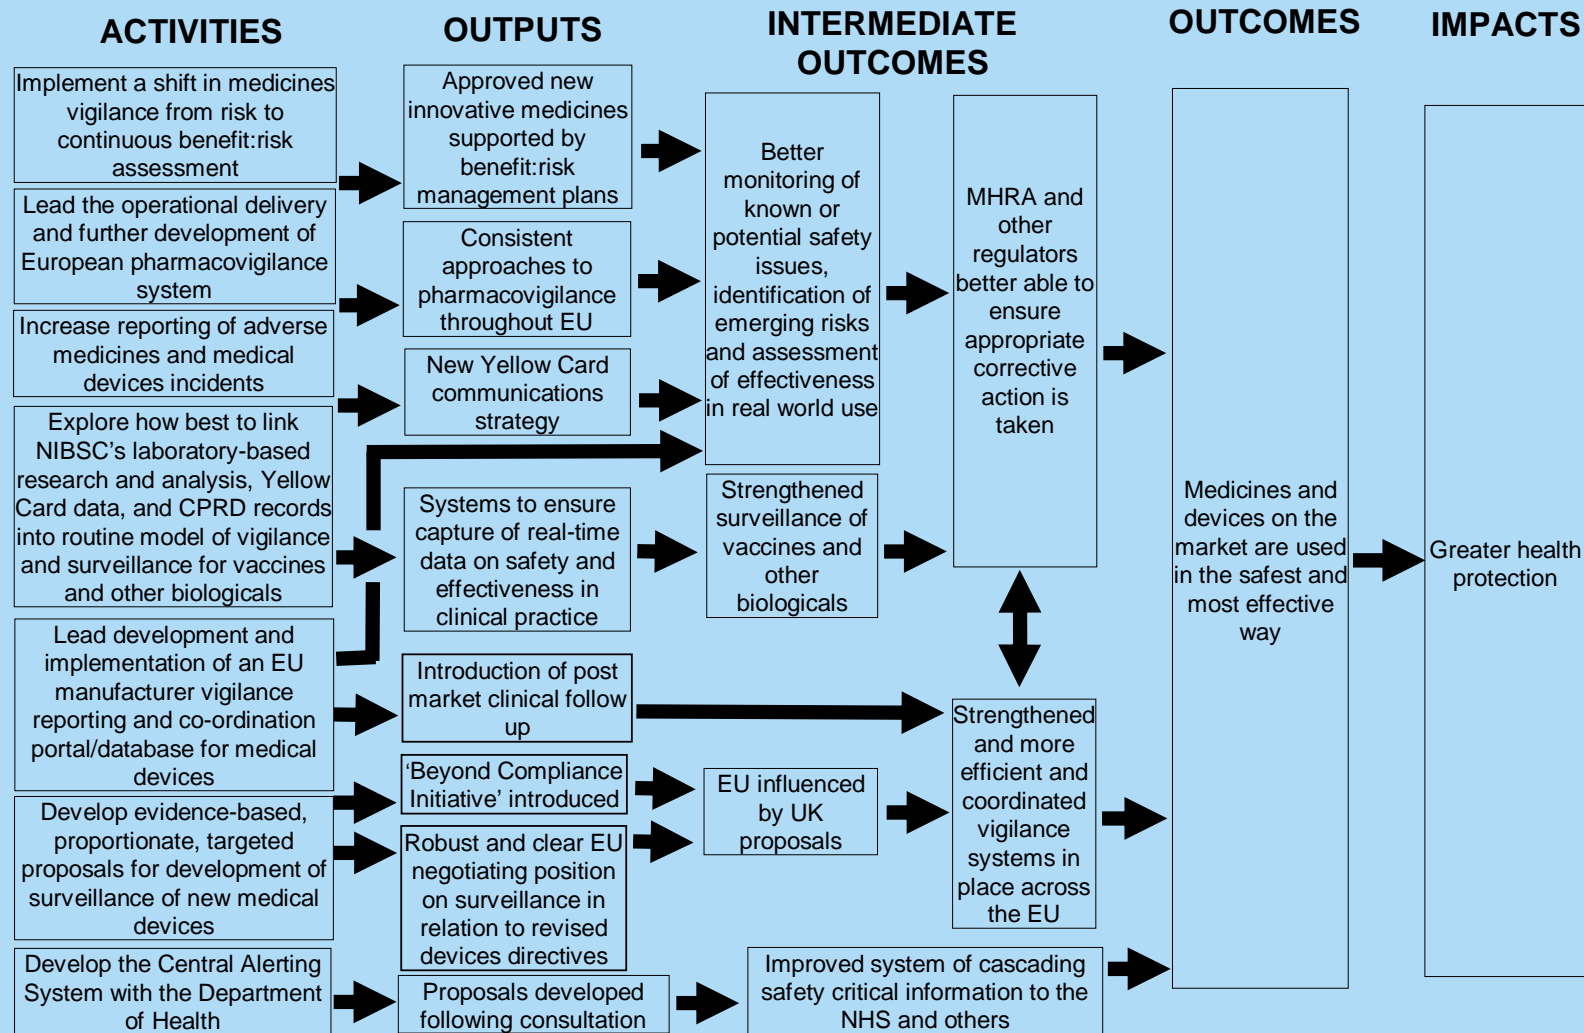 ACTIVITIES
OUTPUTS
INTERMEDIATE
OUTCOMES
OUTCOMES
IMPACTS
Implement a shift in medicines
vigilance from risk to
continuous benefit:risk
assessment
Lead the operational delivery
and further development of
European pharmacovigilance
system
Increase reporting of adverse
medicines and medical
devices incidents
Explore how best to link
NIBSC’s laboratory-based
research and analysis, Yellow
Card data, and CPRD records
into routine model of vigilance
and surveillance for vaccines
and other biologicals
Lead development and
implementation of an EU
manufacturer vigilance
reporting and co-ordination
portal/database for medical
devices
Develop evidence-based,
proportionate, targeted
proposals for development of
surveillance of new medical
devices
Develop the Central Alerting
System with the Department
of Health
Approved new
innovative medicines
supported by
benefit:risk
management plans
Consistent
approaches to
pharmacovigilance
throughout EU
New Yellow Card
communications
strategy
Systems to ensure
capture of real-time
data on safety and
effectiveness in
clinical practice
Introduction of post
market clinical follow
up
‘Beyond Compliance
Initiative’ introduced
Robust and clear EU
negotiating position
on surveillance in
relation to revised
devices directives
Proposals developed
following consultation
Better
monitoring of
known or
potential safety
issues,
identification of
emerging risks
and assessment
of effectiveness
in real world use
Strengthened
surveillance of
vaccines and
other
biologicals
EU influenced
by UK
proposals
Improved system of cascading
safety critical information to the
NHS and others
MHRA and
other
regulators
better able to
ensure
appropriate
corrective
action is
taken
Strengthened
and more
efficient and
coordinated
vigilance
systems in
place across
the EU
Medicines and
devices on the
market are used
in the safest and
most effective
way
Greater health
protection